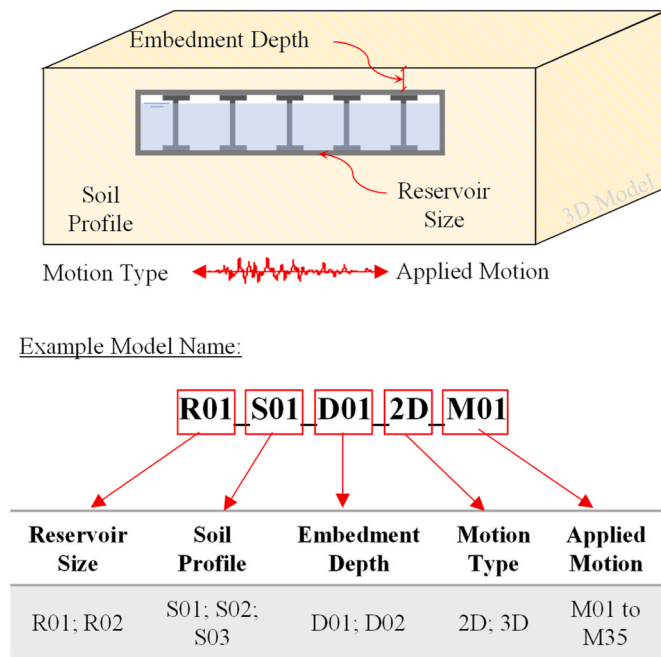 Embedment Depth
Soil
Profile
Reservoir
Size
3D Model
Motion Type
Applied Motion
Example Model Name:
R01_S01_D01_2D_M01
Reservoir Size
Soil Profile
Embedment Depth
Motion Type
Applied Motion
R01; R02
S01; S02; S03
D01; D02
2D; 3D
M01 to M35